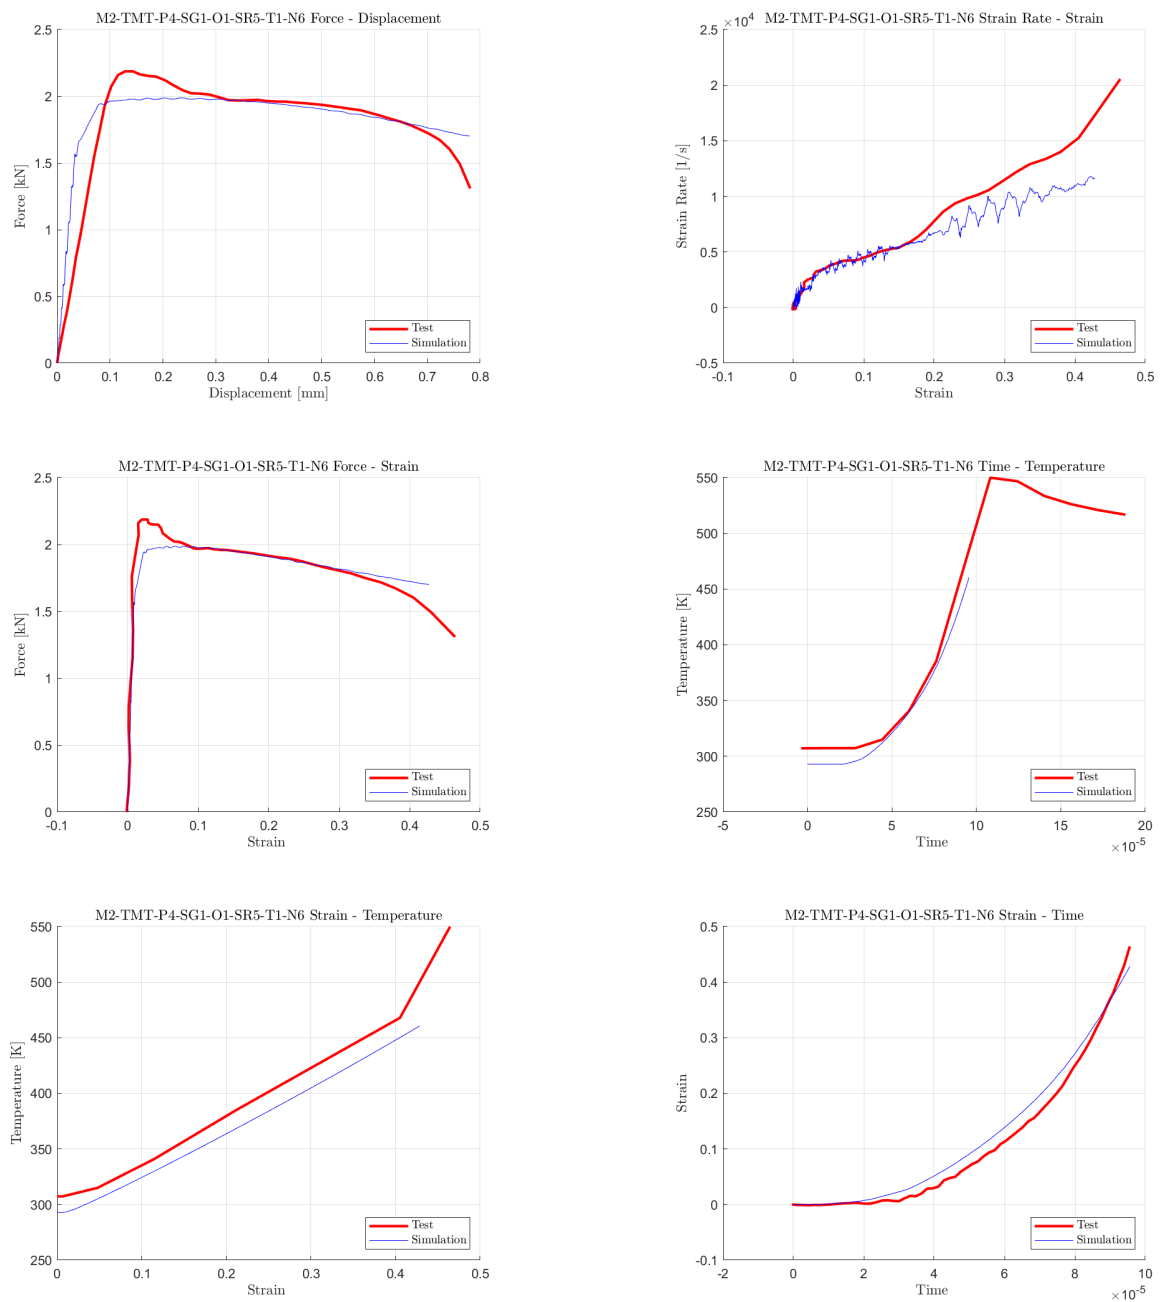 M2-TMT-P4-SG1-O1-SR5-T1-N6 Force - Displacement
2.5
2
1.5
1
0.5
0
Force [kN]
0 0.1 0.2 0.3 0.4 0.5 0.6 0.7 0.8
Displacement [mm]
Test
Simulation
M2-TMT-P4-SG1-O1-SR5-T1-N6 Strain Rate - Strain
×10⁴
2.5
2
1.5
1
0.5
0
-0.5
Strain Rate [1/s]
-0.1 0 0.1 0.2 0.3 0.4 0.5
Strain
Test
Simulation
M2-TMT-P4-SG1-O1-SR5-T1-N6 Force - Strain
2.5
2
1.5
1
0.5
0
Force [kN]
-0.1 0 0.1 0.2 0.3 0.4 0.5
Strain
Test
Simulation
M2-TMT-P4-SG1-O1-SR5-T1-N6 Time - Temperature
550
500
450
400
350
300
250
Temperature [K]
-5 0 5 10 15 20
Time
×10⁻⁵
Test
Simulation
M2-TMT-P4-SG1-O1-SR5-T1-N6 Strain - Temperature
550
500
450
400
350
300
250
Temperature [K]
0 0.1 0.2 0.3 0.4 0.5
Strain
Test
Simulation
M2-TMT-P4-SG1-O1-SR5-T1-N6 Strain - Time
0.5
0.4
0.3
0.2
0.1
0
-0.1
Strain
-2 0 2 4 6 8 10
Time
×10⁻⁵
Test
Simulation